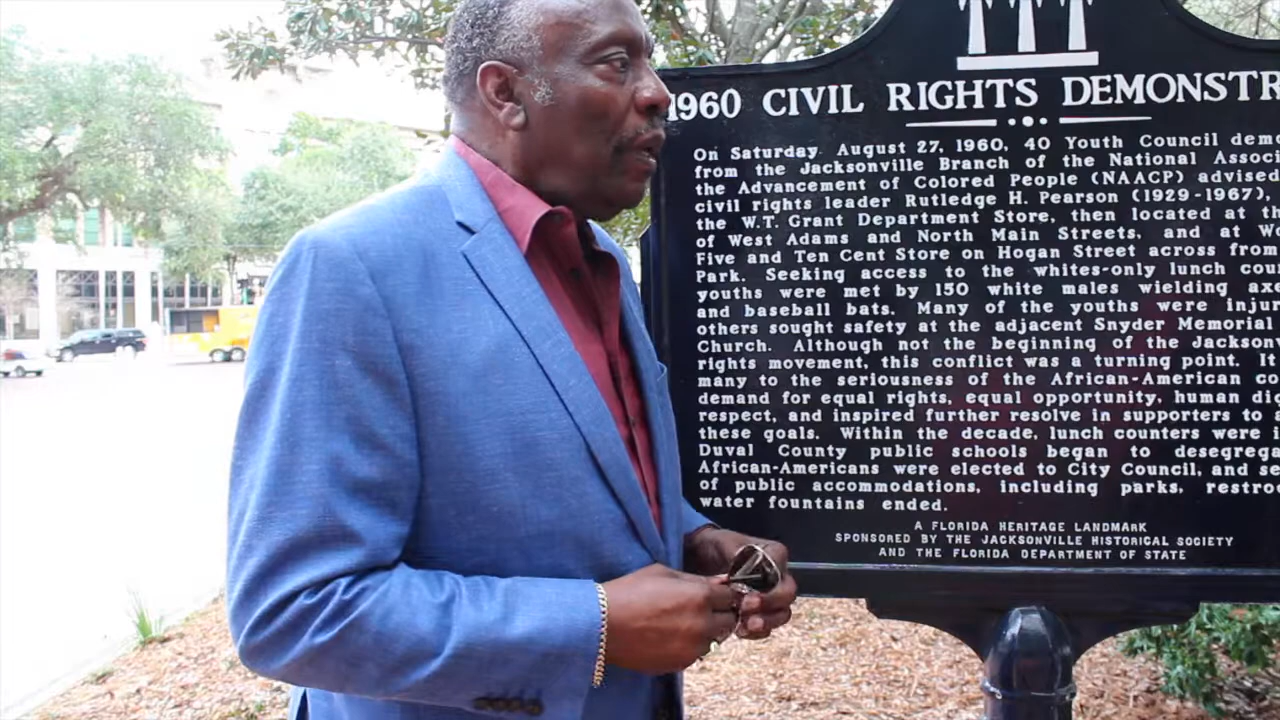 1960 CIVIL RIGHTS DEMONSTR
On Saturday August 27, 1960, 40 Youth Council dem
from the Jacksonville Branch of the National Associ
the Advancement of Colored People (NAACP) advised
civil rights leader Rutledge H. Pearson (1929-1967),
the W.T. Grant Department Store, then located at th
of West Adams and North Main Streets, and at Wo
Five and Ten Cent Store on Hogan Street across from
Park. Seeking access to the whites-only lunch cou
youths were met by 150 white males wielding axe
and baseball bats. Many of the youths were injur
others sought safety at the adjacent Snyder Memorial
Church. Although not the beginning of the Jacksonv
rights movement, this conflict was a turning point. It
many to the seriousness of the African-American co
demand for equal rights, equal opportunity, human dig
respect, and inspired further resolve in supporters to
these goals. Within the decade, lunch counters were i
Duval County public schools began to desegrega
African-Americans were elected to City Council, and se
of public accommodations, including parks, restro
water fountains ended.
A FLORIDA HERITAGE LANDMARK
SPONSORED BY THE JACKSONVILLE HISTORICAL SOCIETY
AND THE FLORIDA DEPARTMENT OF STATE